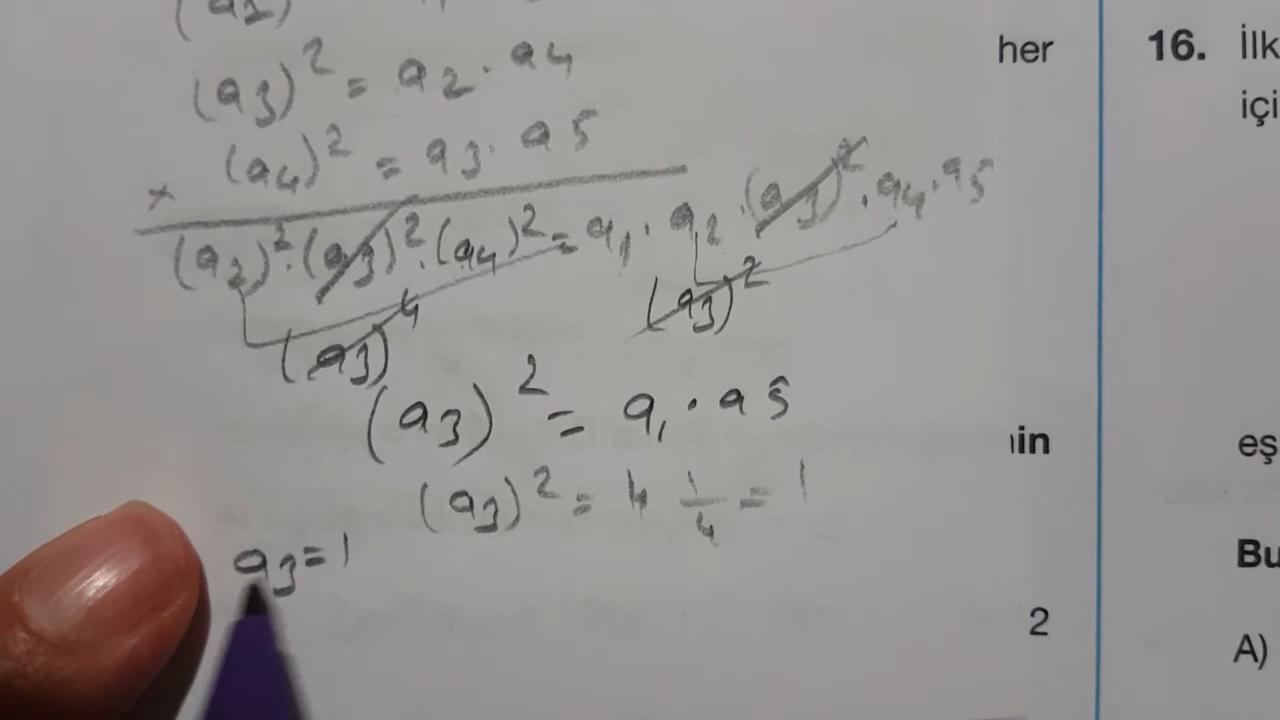 (a3)² = a2 · a4
(a4)² = a3 · a5
x
(a2)² · (a3)² · (a4)² = a1 · a2 · (a3)² · a4 · a5
(a3)⁴ (a3)²
(a3)² = a1 · a5
(a3)² = 4 1/4 = 1
a3 = 1
her
in
2
16. İlk
içi
eş
Bu
A)